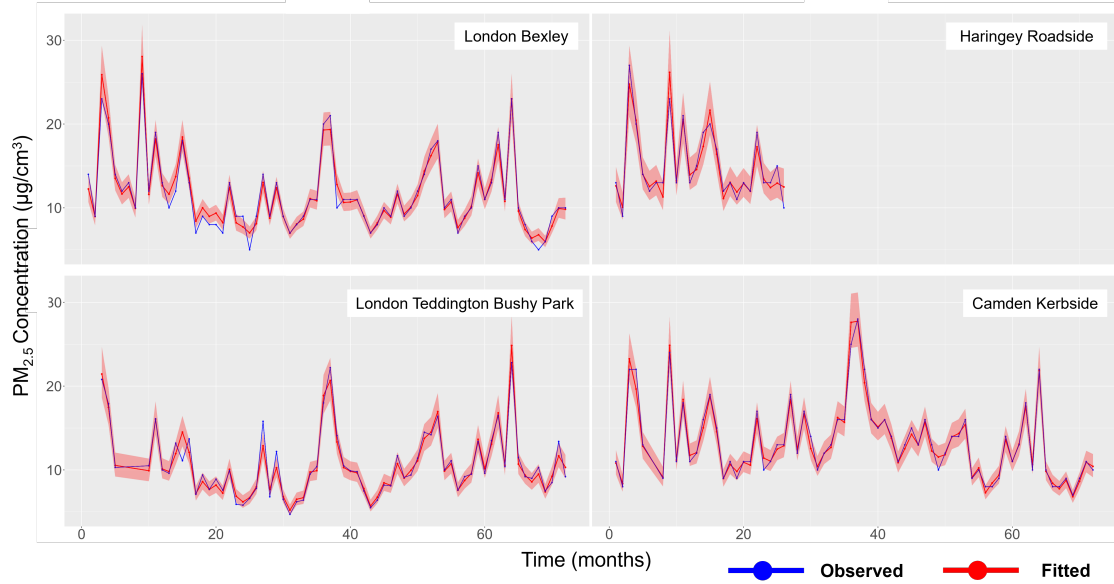 London Bexley
Haringey Roadside
30
20
10
London Teddington Bushy Park
Camden Kerbside
30
20
10
PM2.5 Concentration (μg/cm3)
0 20 40 60 0 20 40 60
Time (months)
Observed Fitted